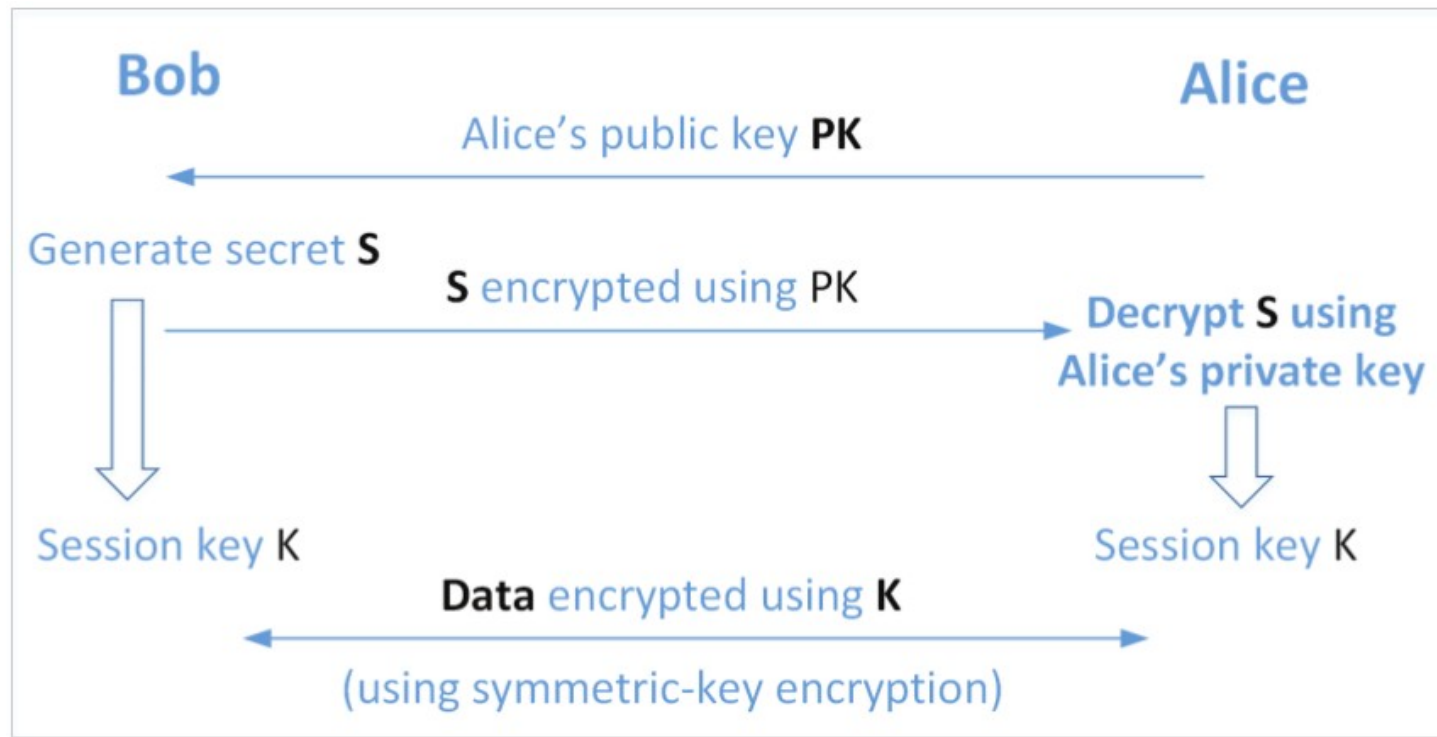 Bob
Alice
Alice’s public key PK
Generate secret S
S encrypted using PK
Decrypt S using
Alice’s private key
Session key K
Session key K
Data encrypted using K
(using symmetric-key encryption)